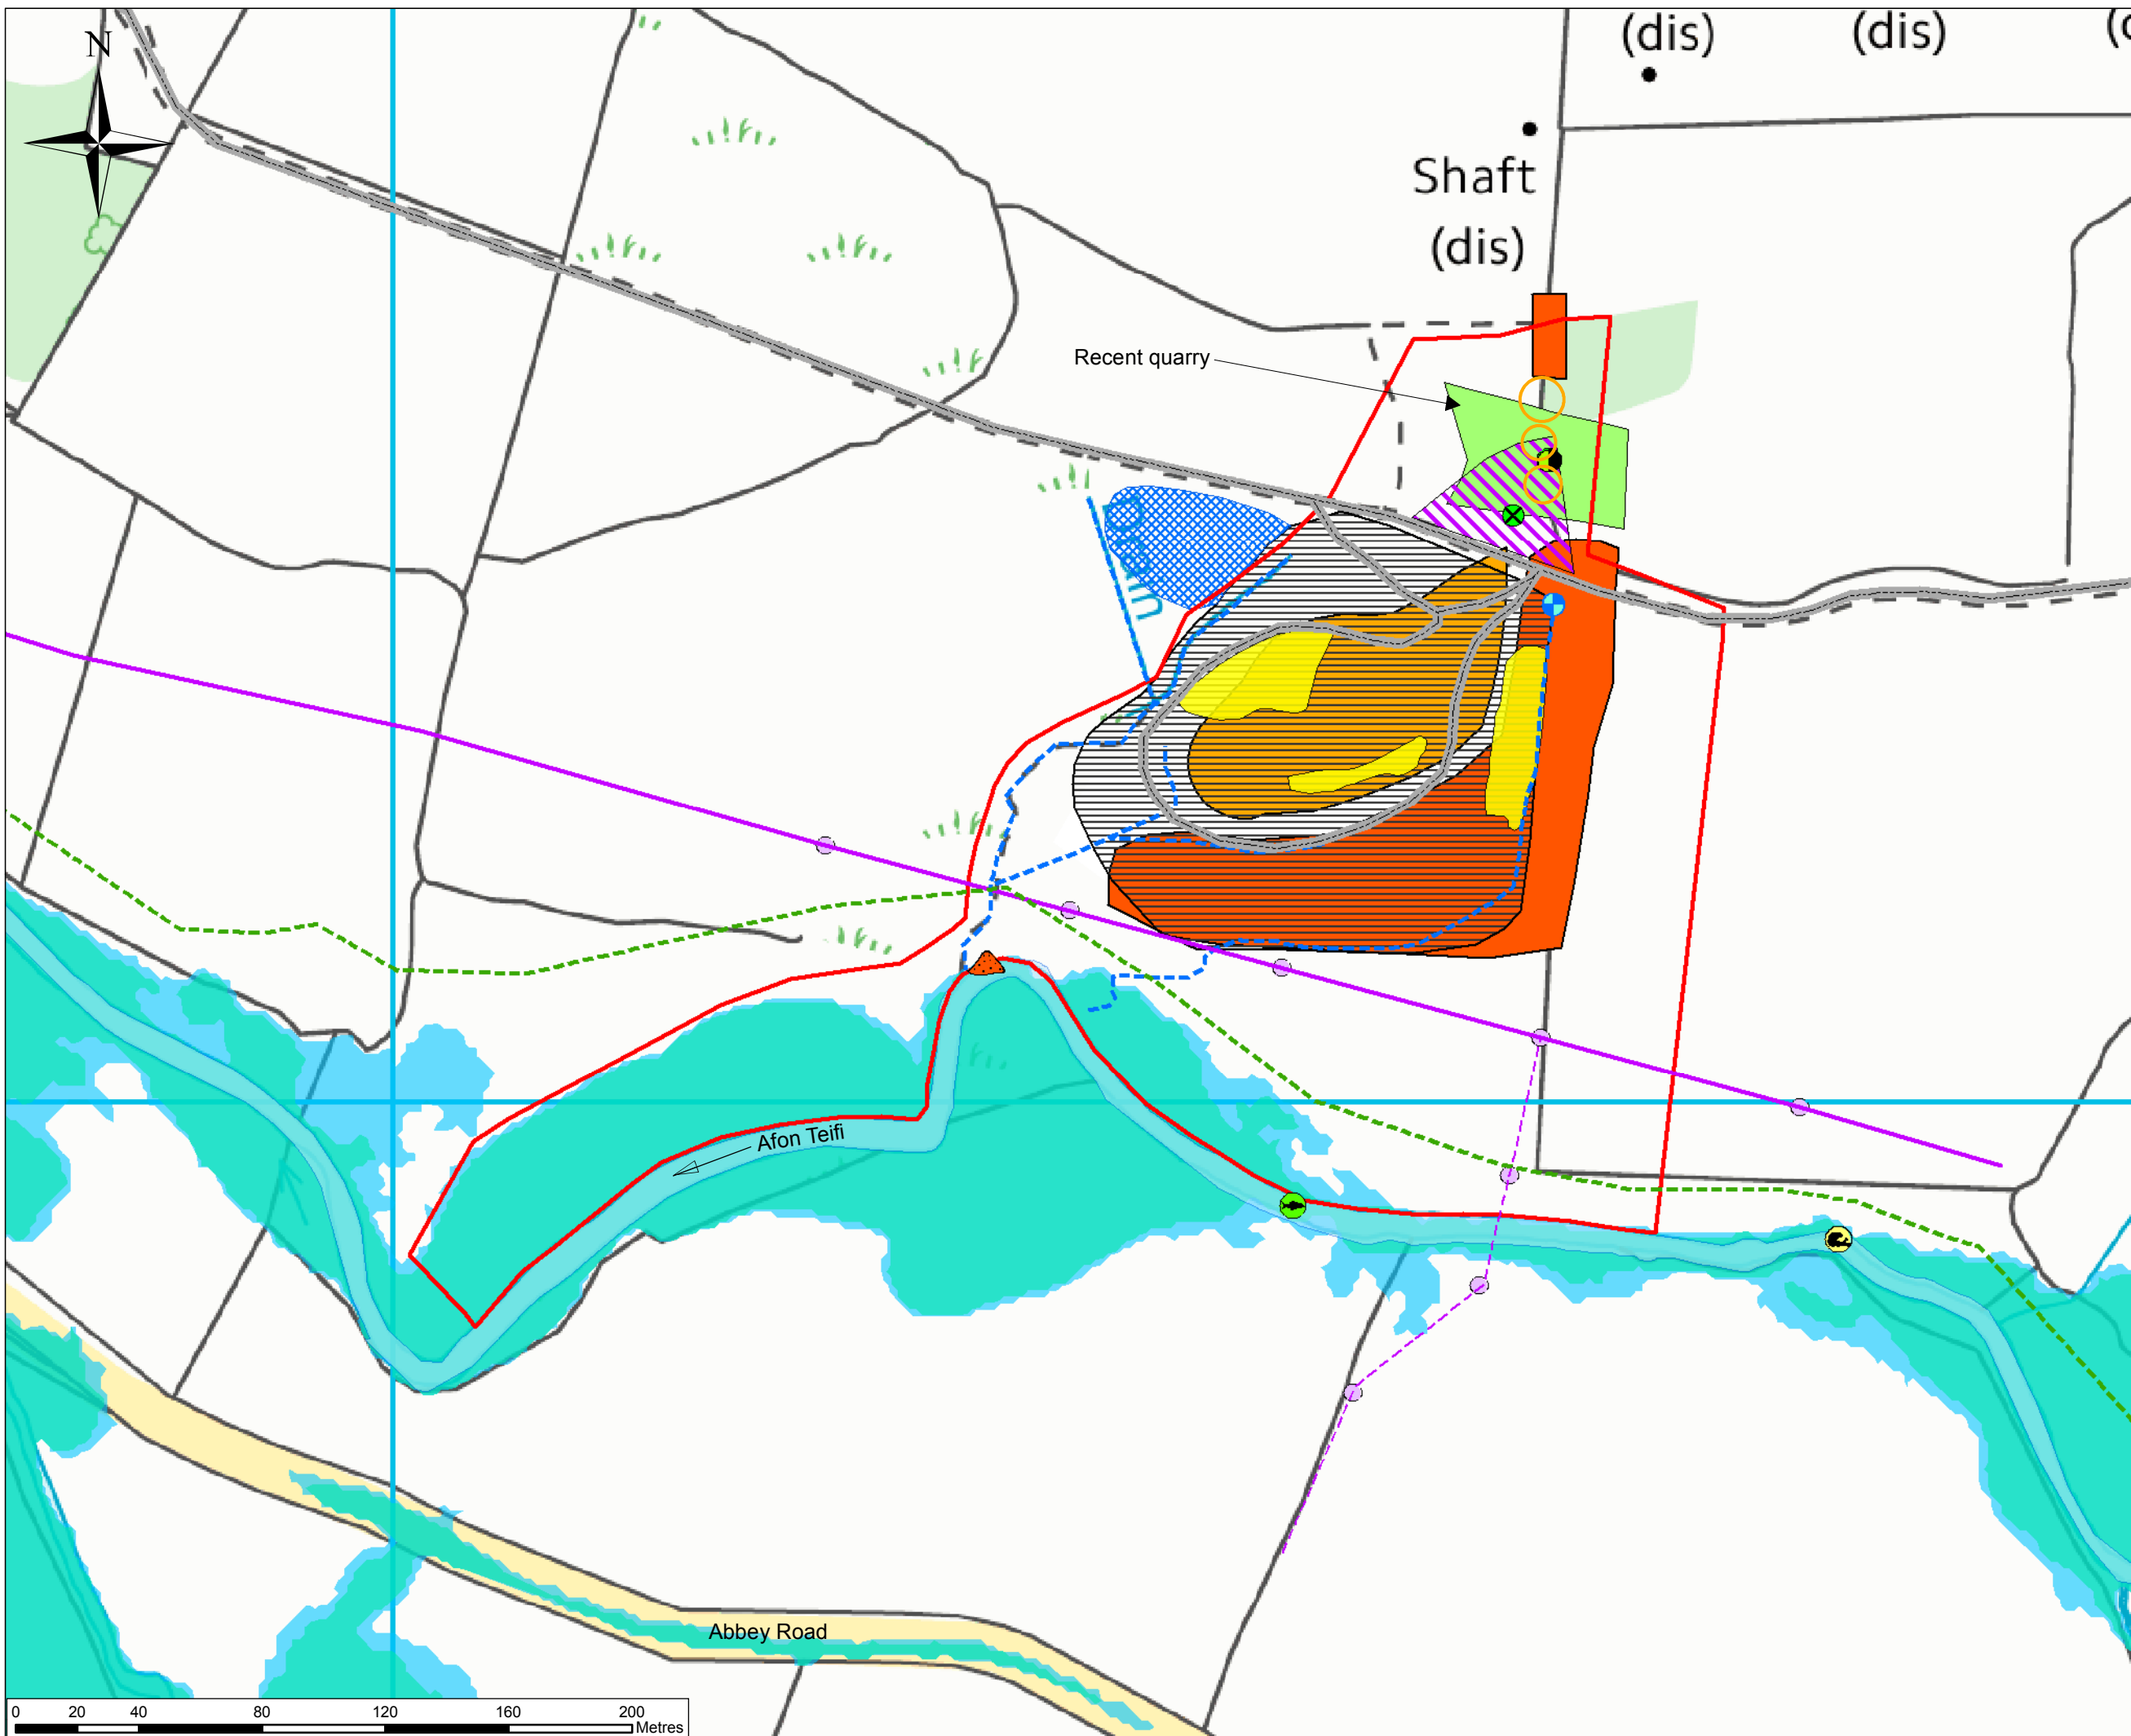 N
(dis)
(dis)
Shaft
(dis)
Recent quarry
Afon Teifi
Abbey Road
0 20 40 80 120 160 200
Metres